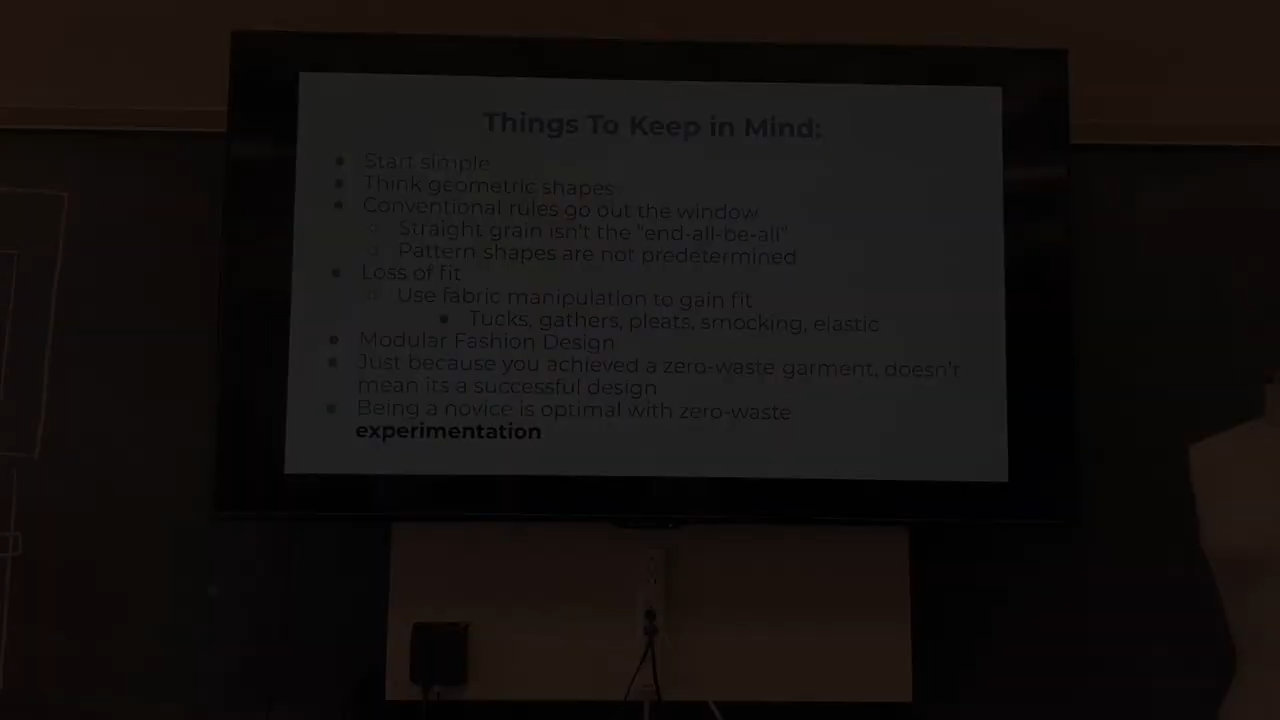 Things To Keep in Mind:
● Start simple
● Think geometric shapes
● Conventional rules go out the window
○ Straight grain isn't the "end-all-be-all"
○ Pattern shapes are not predetermined
● Loss of fit
○ Use fabric manipulation to gain fit
■ Tucks, gathers, pleats, smocking, elastic
● Modular Fashion Design
● Just because you achieved a zero-waste garment, doesn't
mean its a successful design
● Being a novice is optimal with zero-waste
experimentation